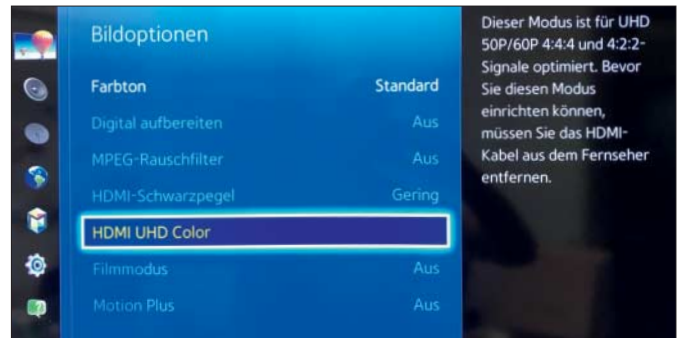 Bildoptionen
Farbton Standard
Digital aufbereiten Aus
MPEG-Rauschfilter Aus
HDMI-Schwarzpegel Gering
HDMI UHD Color
Filmmodus Aus
Motion Plus Aus
Dieser Modus ist für UHD
50P/60P 4:4:4 und 4:2:2-
Signale optimiert. Bevor
Sie diesen Modus
einrichten können,
müssen Sie das HDMI-
Kabel aus dem Fernseher
entfernen.